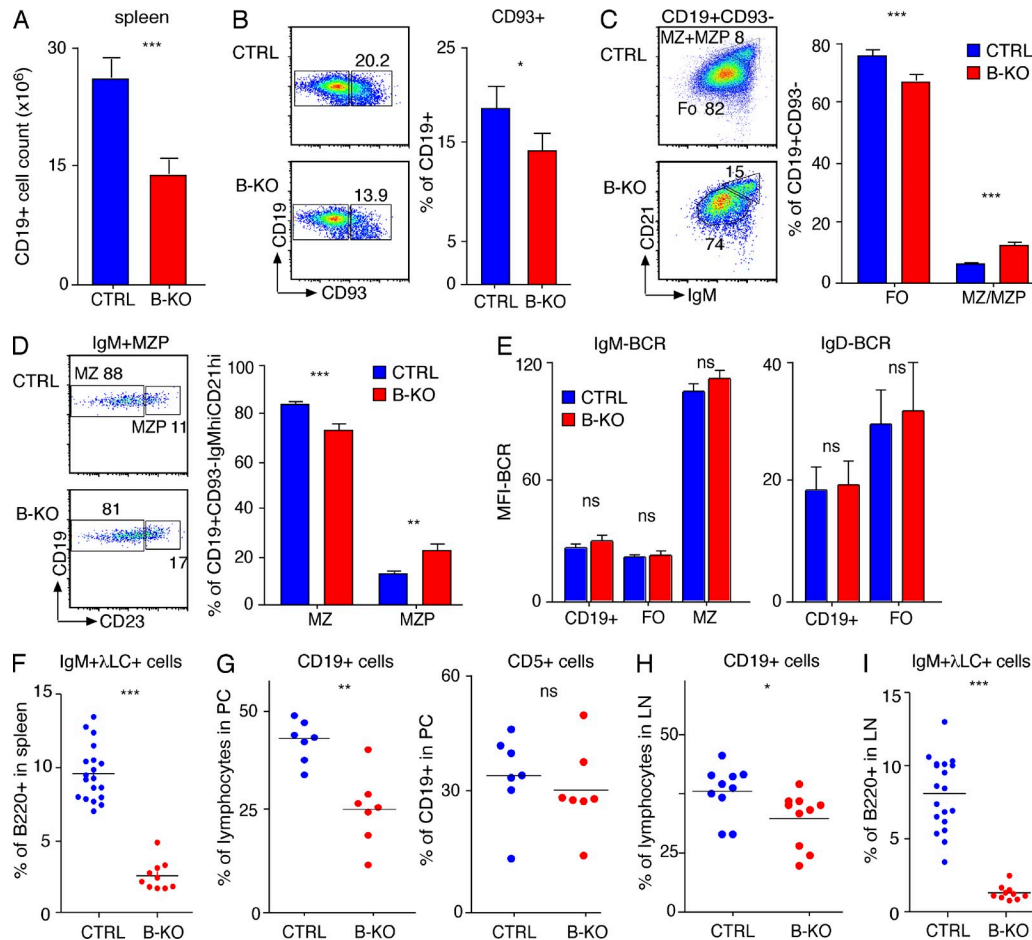 A
spleen
***
CD19+ cell count (x10⁶)
30
15
0
CTRL
B-KO
B
CD93+
CTRL
20.2
B-KO
13.9
CD19
CD93
*
% of CD19+
25
15
5
0
CTRL
B-KO
C
CD19+CD93-
CTRL
MZ+MZP 8
Fo 82
B-KO
15
74
CD21
IgM
***
CTRL
B-KO
% of CD19+CD93-
80
60
40
20
0
***
FO
MZ/MZP
D
IgM+MZP
CTRL
MZ 88
MZP 11
B-KO
81
17
CD19
CD23
% of CD19+CD93-IgMhiCD21hi
100
80
60
40
20
0
***
CTRL
B-KO
**
MZ
MZP
E
IgM-BCR
CTRL
B-KO
MFI-BCR
120
60
0
ns
ns
ns
CD19+
FO
MZ
IgD-BCR
40
20
0
ns
ns
CD19+
FO
F
IgM+λLC+ cells
***
% of B220+ in spleen
15
10
5
0
CTRL
B-KO
G
CD19+ cells
**
% of lymphocytes in PC
50
25
0
CTRL
B-KO
CD5+ cells
ns
% of CD19+ in PC
60
30
0
CTRL
B-KO
H
CD19+ cells
*
% of lymphocytes in LN
50
25
0
CTRL
B-KO
I
IgM+λLC+ cells
***
% of B220+ in LN
15
10
5
0
CTRL
B-KO